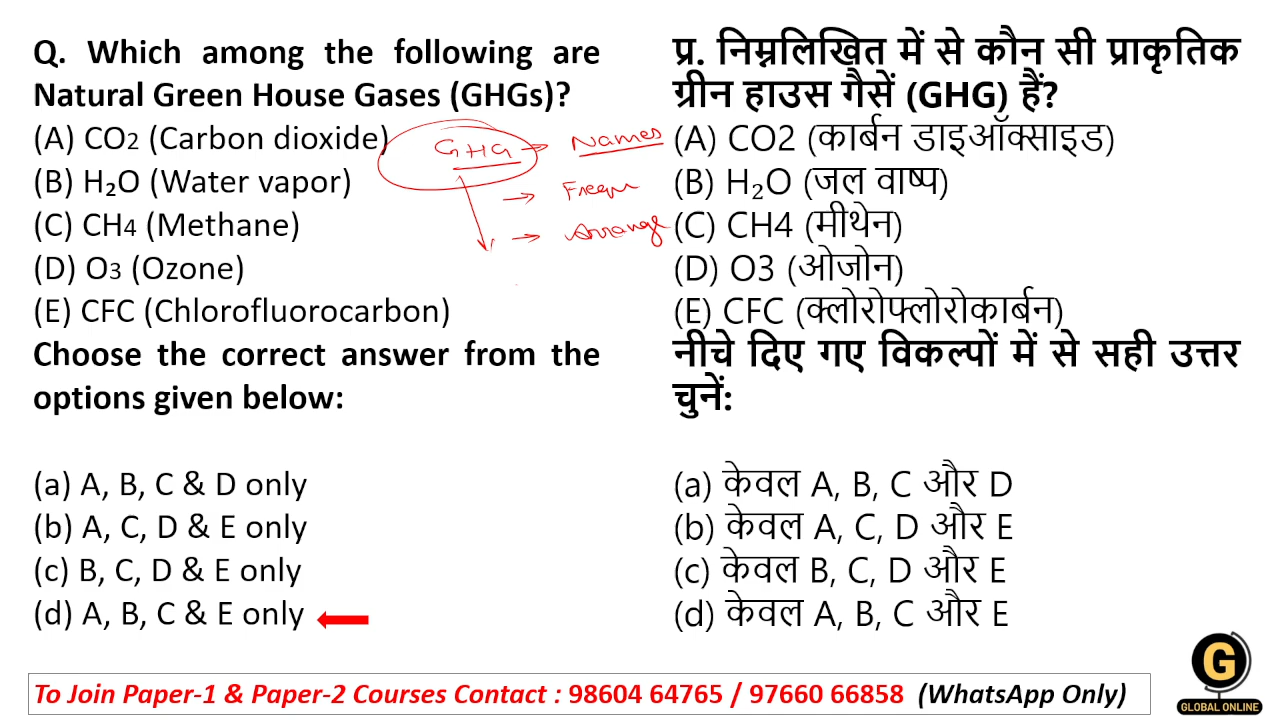 Q. Which among the following are
Natural Green House Gases (GHGs)?
(A) CO2 (Carbon dioxide)
(B) H₂O (Water vapor)
(C) CH4 (Methane)
(D) O3 (Ozone)
(E) CFC (Chlorofluorocarbon)
Choose the correct answer from the
options given below:
(a) A, B, C & D only
(b) A, C, D & E only
(c) B, C, D & E only
(d) A, B, C & E only
GHG → Names
→ Frequ
→ Arrange
प्र. निम्नलिखित में से कौन सी प्राकृतिक
ग्रीन हाउस गैसें (GHG) हैं?
(A) CO2 (कार्बन डाइऑक्साइड)
(B) H₂O (जल वाष्प)
(C) CH4 (मीथेन)
(D) O3 (ओजोन)
(E) CFC (क्लोरोफ्लोरोकार्बन)
नीचे दिए गए विकल्पों में से सही उत्तर
चुनें:
(a) केवल A, B, C और D
(b) केवल A, C, D और E
(c) केवल B, C, D और E
(d) केवल A, B, C और E
To Join Paper-1 & Paper-2 Courses Contact : 98604 64765 / 97660 66858 (WhatsApp Only)
G
GLOBAL ONLINE